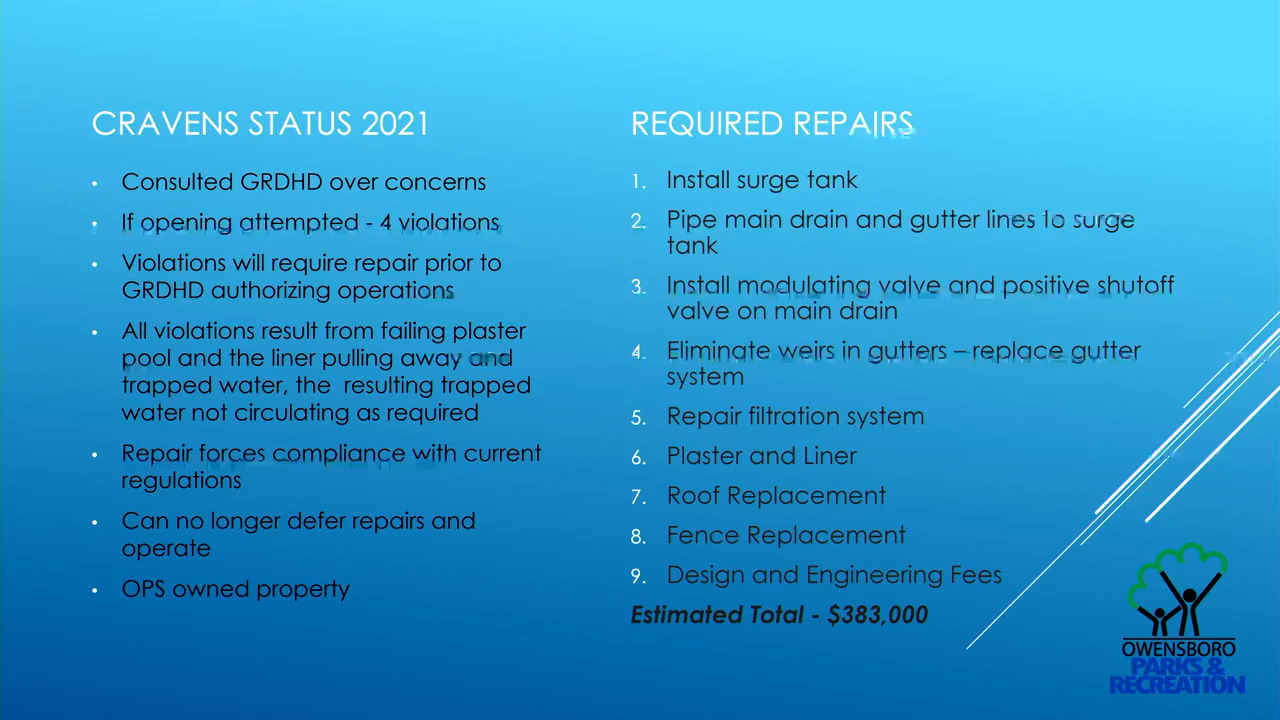 CRAVENS STATUS 2021
• Consulted GRDHD over concerns
• If opening attempted - 4 violations
• Violations will require repair prior to
GRDHD authorizing operations
• All violations result from failing plaster
pool and the liner pulling away and
trapped water, the  resulting trapped
water not circulating as required
• Repair forces compliance with current
regulations
• Can no longer defer repairs and
operate
• OPS owned property
REQUIRED REPAIRS
1. Install surge tank
2. Pipe main drain and gutter lines to surge
tank
3. Install modulating valve and positive shutoff
valve on main drain
4. Eliminate weirs in gutters – replace gutter
system
5. Repair filtration system
6. Plaster and Liner
7. Roof Replacement
8. Fence Replacement
9. Design and Engineering Fees
Estimated Total - $383,000
OWENSBORO
PARKS &
RECREATION